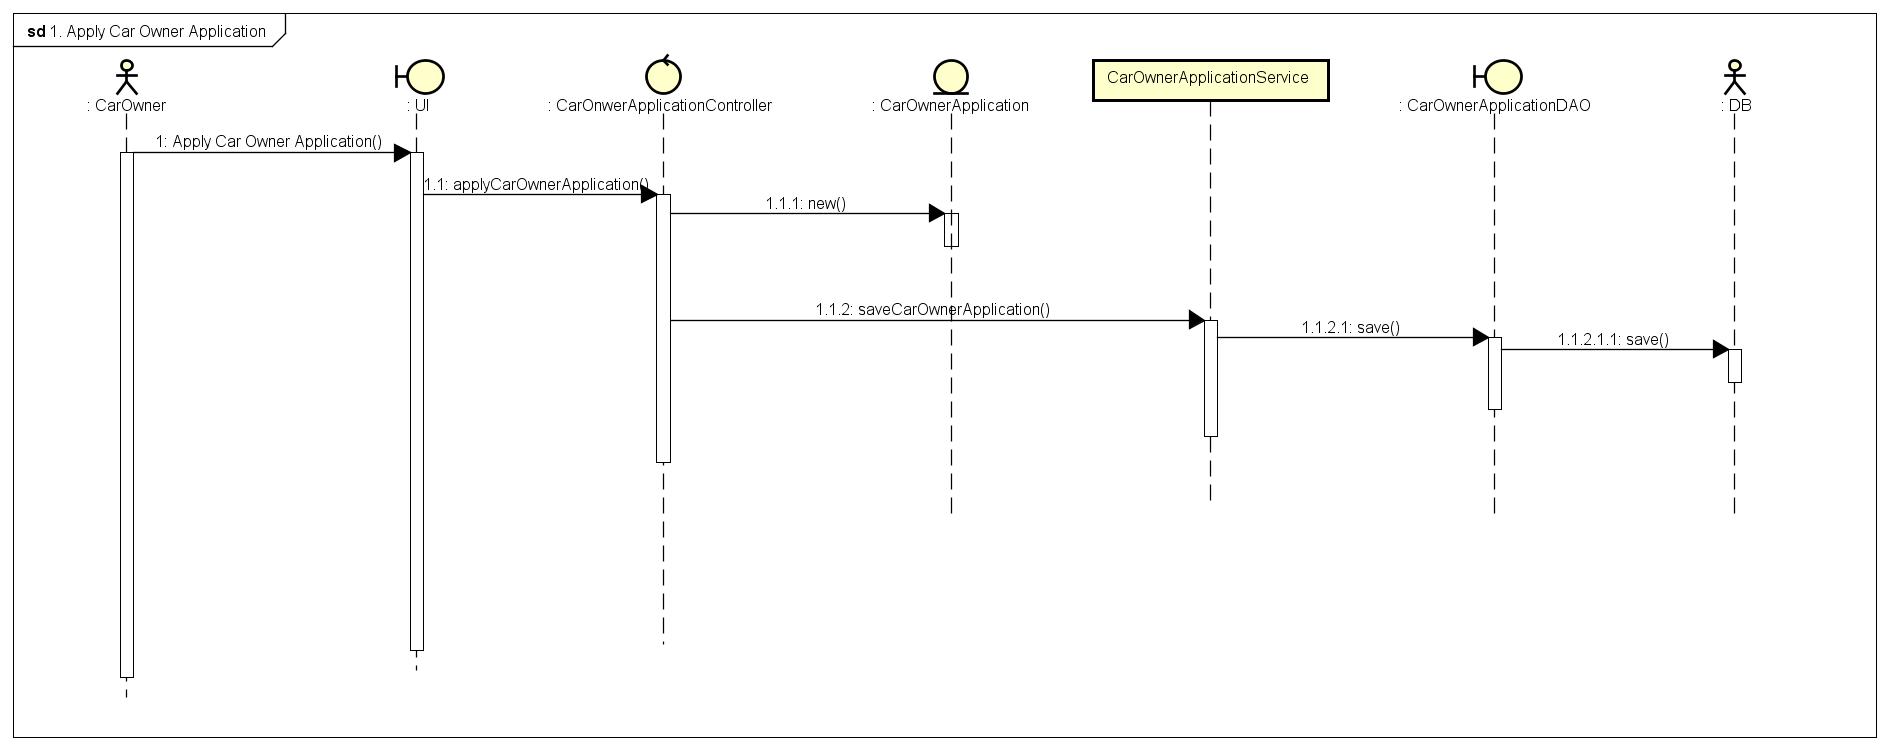 sd 1. Apply Car Owner Application
: CarOwner
: UI
: CarOnwerApplicationController
: CarOwnerApplication
CarOwnerApplicationService
: CarOwnerApplicationDAO
: DB
1: Apply Car Owner Application()
1.1: applyCarOwnerApplication()
1.1.1: new()
1.1.2: saveCarOwnerApplication()
1.1.2.1: save()
1.1.2.1.1: save()